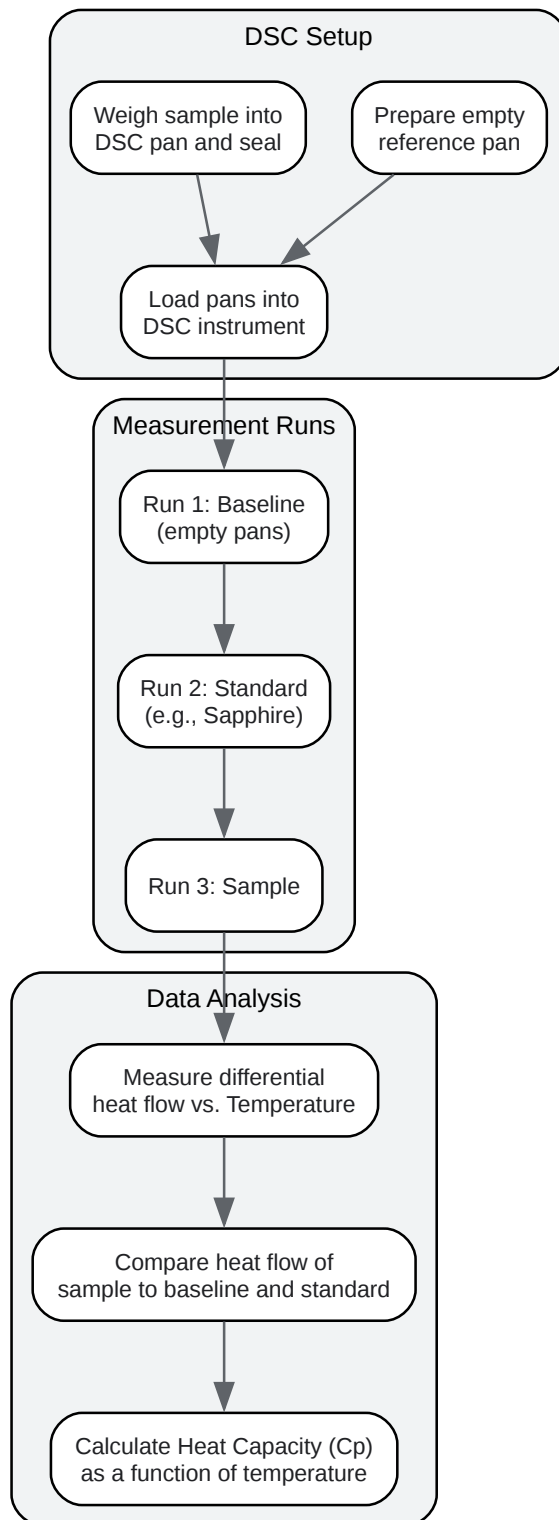 DSC Setup
Weigh sample into
DSC pan and seal
Prepare empty
reference pan
Load pans into
DSC instrument
Measurement Runs
Run 1: Baseline
(empty pans)
Run 2: Standard
(e.g., Sapphire)
Run 3: Sample
Data Analysis
Measure differential
heat flow vs. Temperature
Compare heat flow of
sample to baseline and standard
Calculate Heat Capacity (Cp)
as a function of temperature